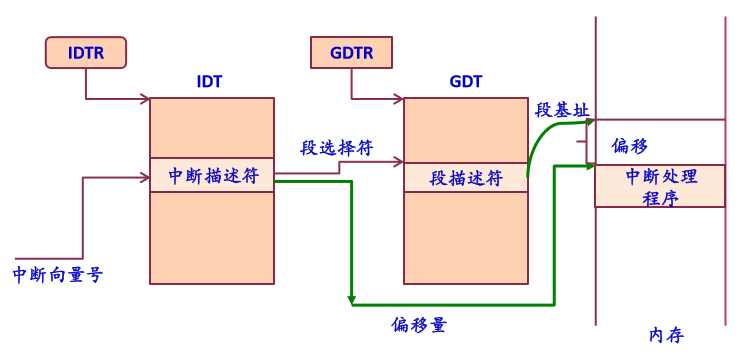 IDTR
GDTR
IDT
GDT
段基址
段选择符
偏移
中断描述符
段描述符
中断处理
程序
中断向量号
偏移量
内存